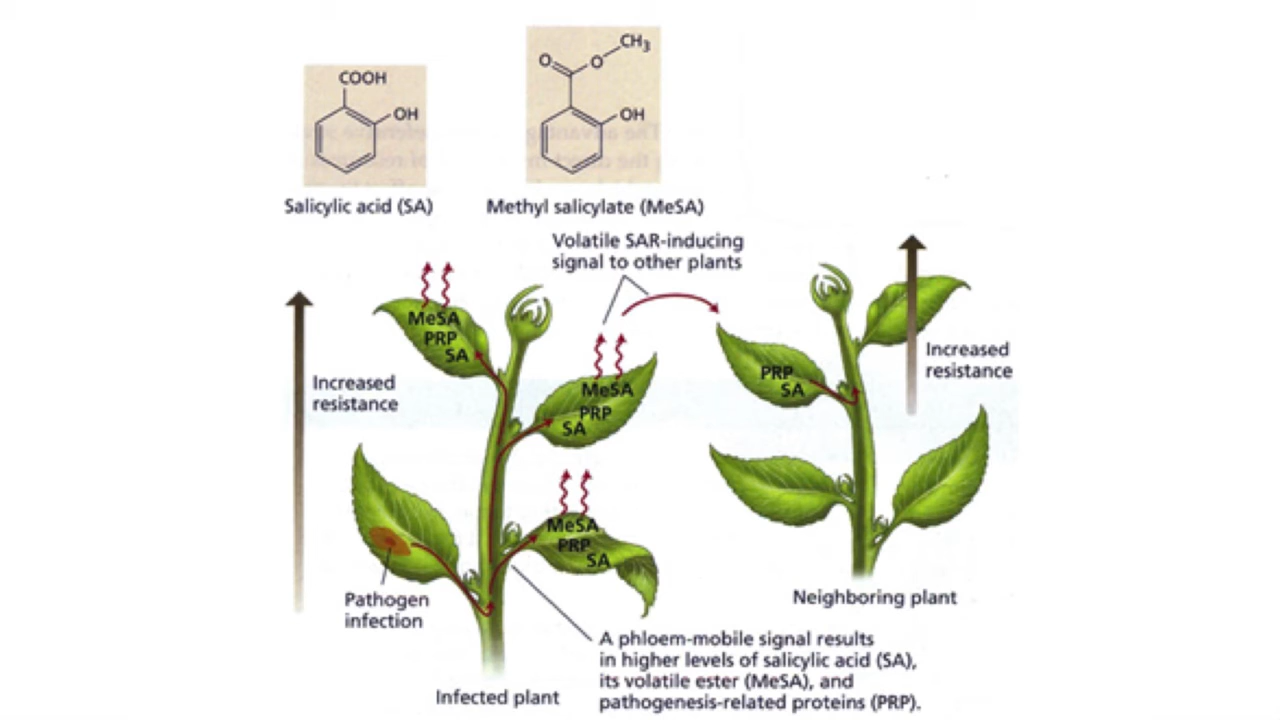 COOH
OH
Salicylic acid (SA)
O
O
CH3
OH
Methyl salicylate (MeSA)
Volatile SAR-inducing
signal to other plants
MeSA
PRP
SA
Increased
resistance
MeSA
PRP
SA
MeSA
PRP
SA
Pathogen
infection
Infected plant
A phloem-mobile signal results
in higher levels of salicylic acid (SA),
its volatile ester (MeSA), and
pathogenesis-related proteins (PRP).
PRP
SA
Increased
resistance
Neighboring plant